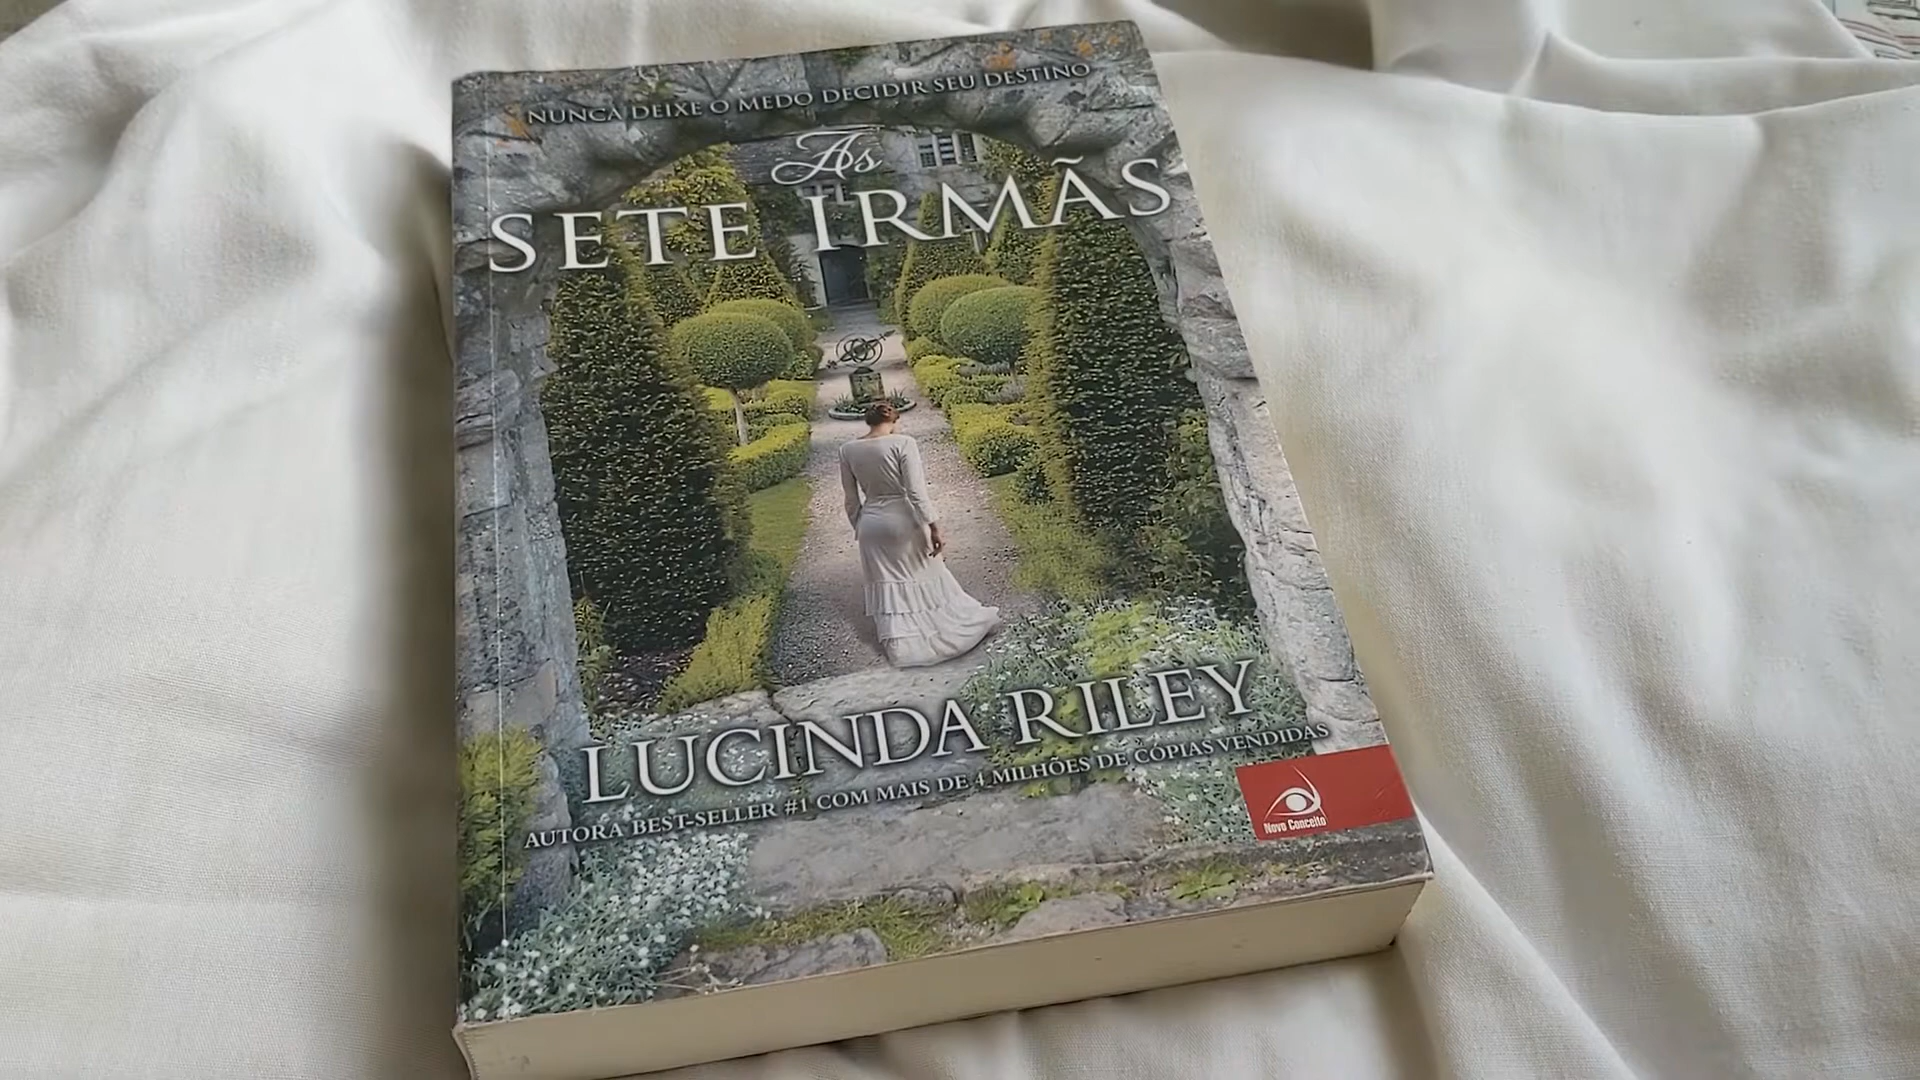 NUNCA DEIXE O MEDO DECIDIR SEU DESTINO
As
SETE IRMÃS
LUCINDA RILEY
AUTORA BEST-SELLER #1 COM MAIS DE 4 MILHÕES DE CÓPIAS VENDIDAS
Novo Conceito